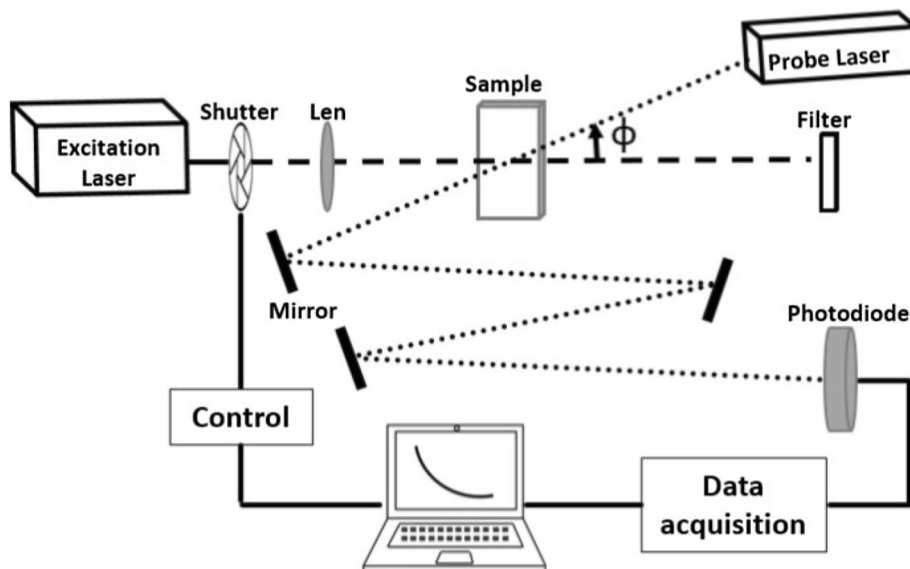 Probe Laser
Sample
Shutter
Len
Filter
Excitation
Laser
ϕ
Mirror
Photodiode
Control
Data
acquisition